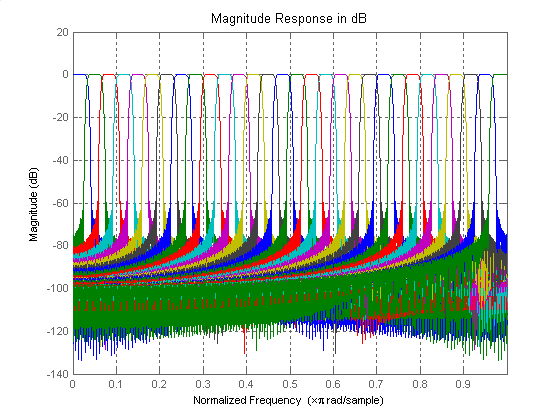 Magnitude Response in dB
20
0
-20
-40
-60
-80
-100
-120
-140
Magnitude (dB)
0 0.1 0.2 0.3 0.4 0.5 0.6 0.7 0.8 0.9
Normalized Frequency (×π rad/sample)